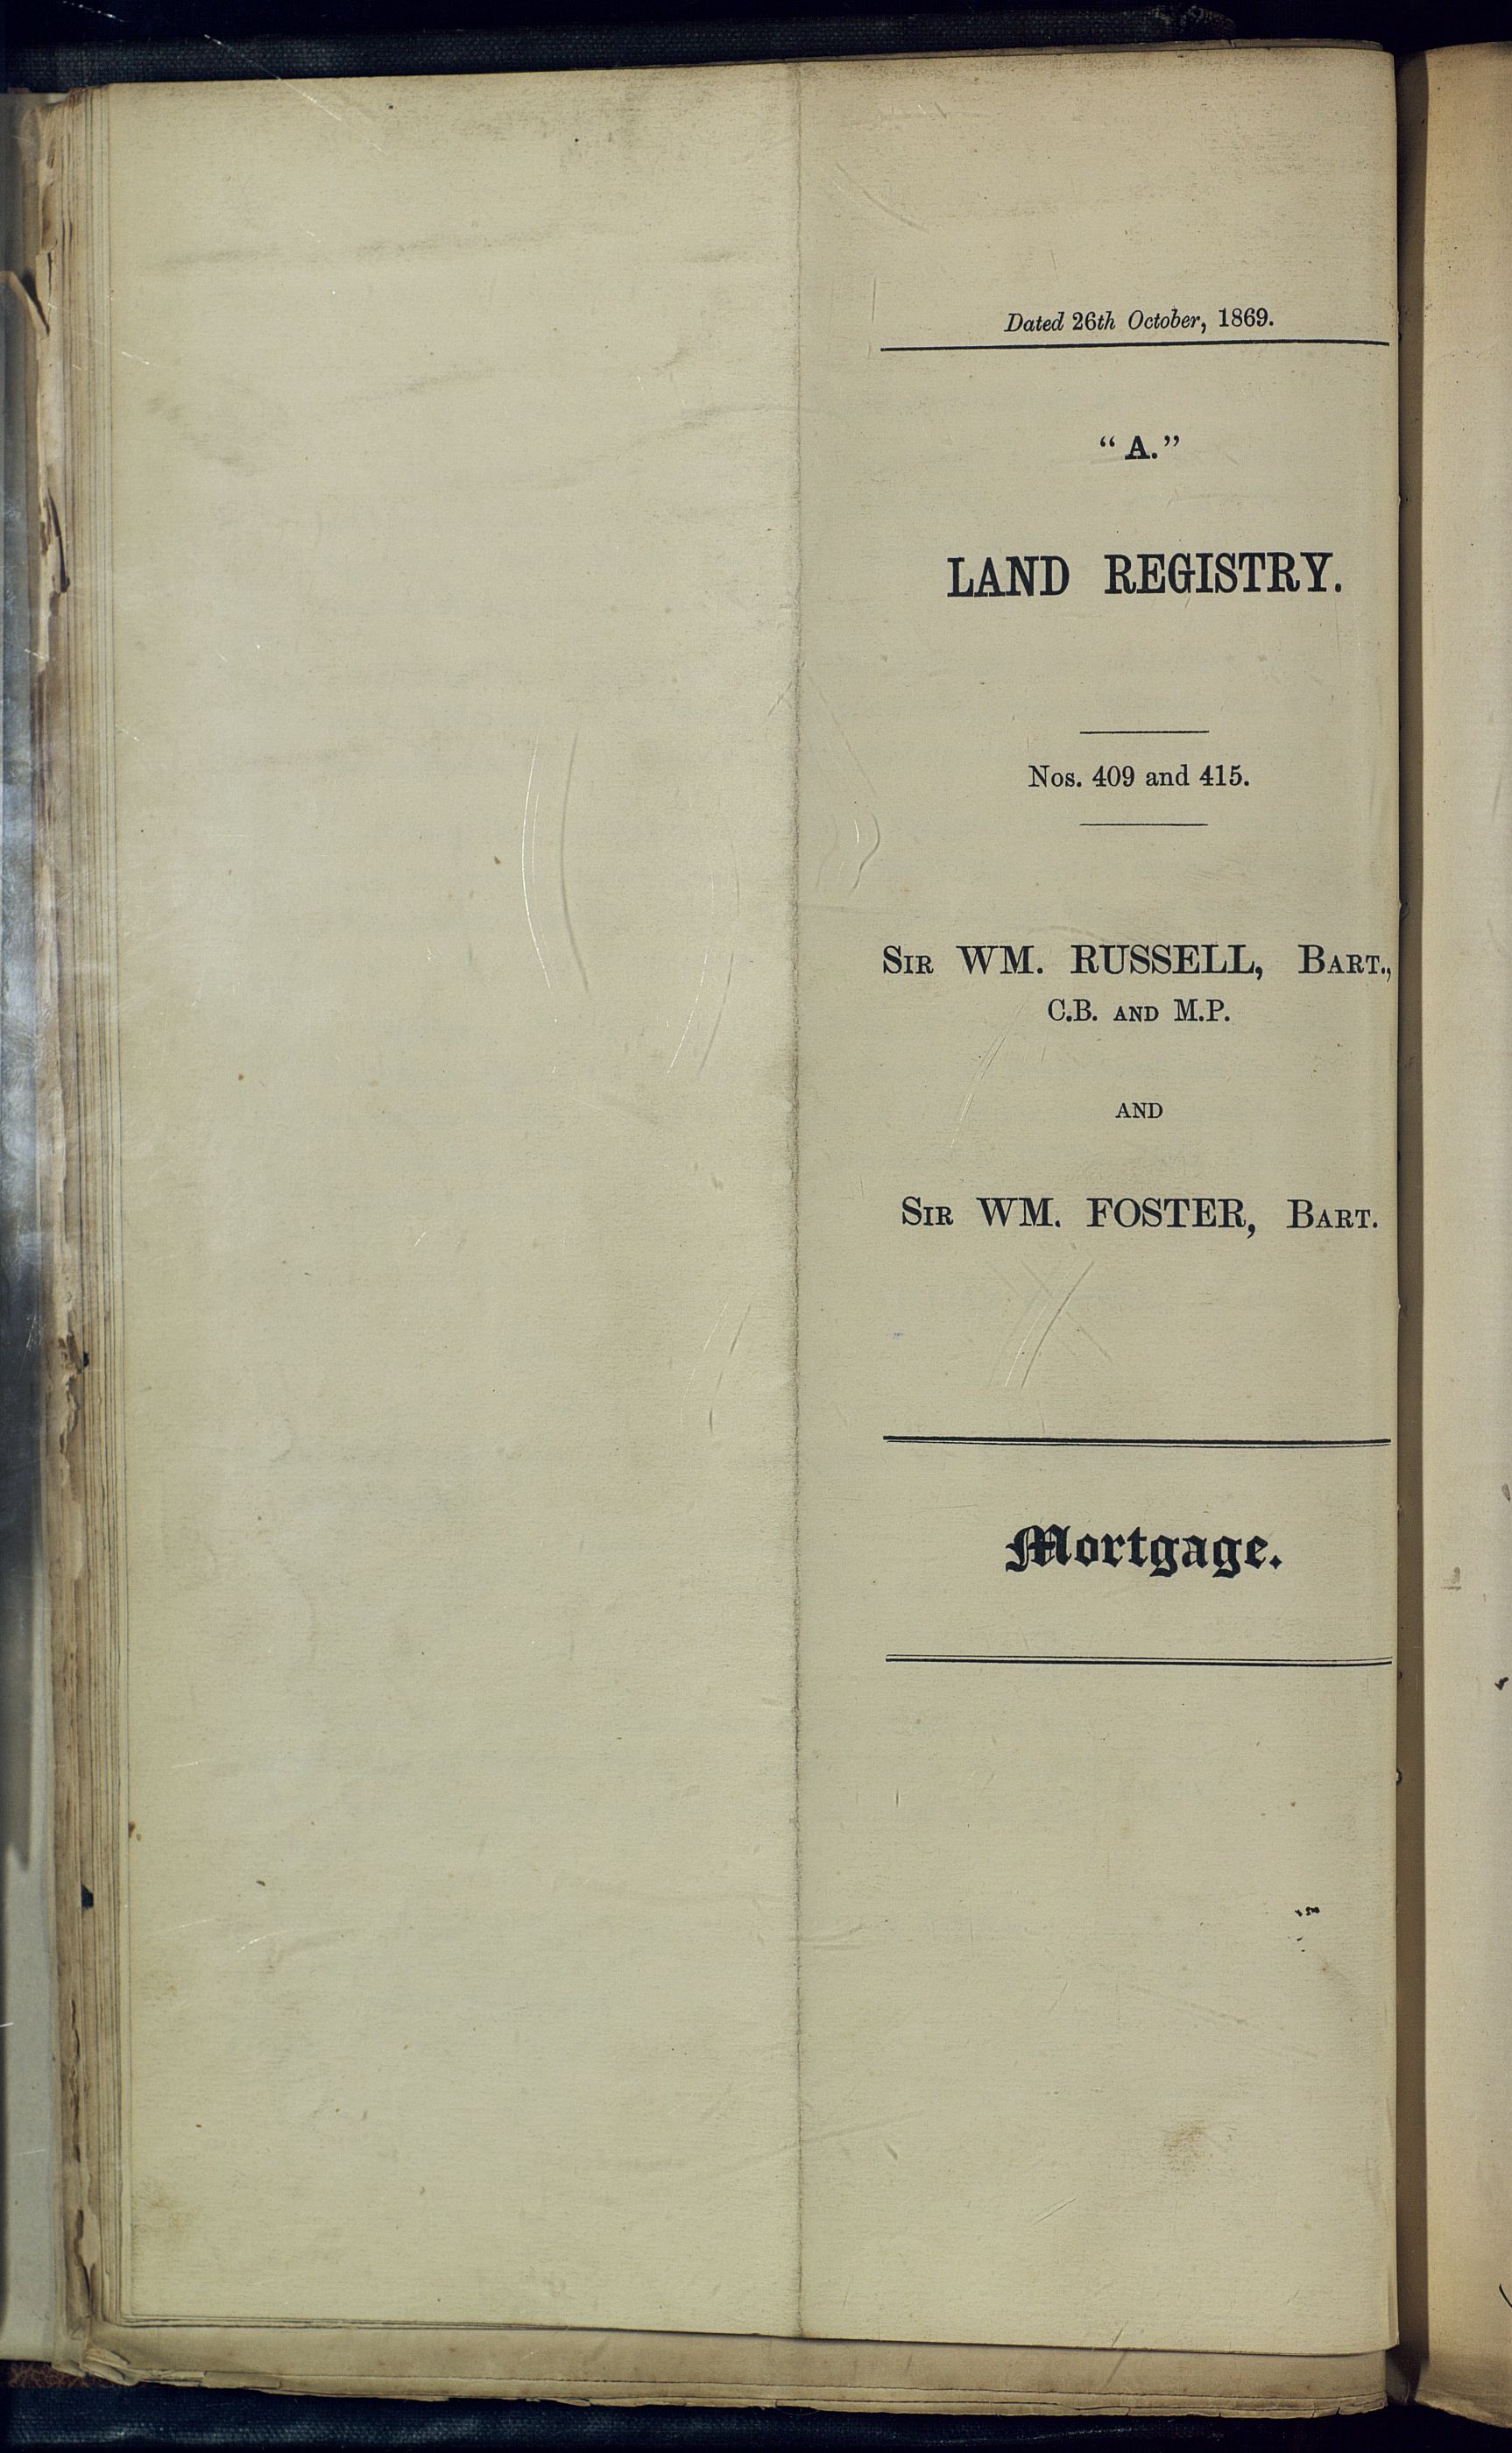 Dated 26th October, 1869.
“A.”
LAND REGISTRY.
Nos. 409 and 415.
SIR WM. RUSSELL, BART.,
C.B. AND M.P.
AND
SIR WM. FOSTER, BART.
Mortgage.